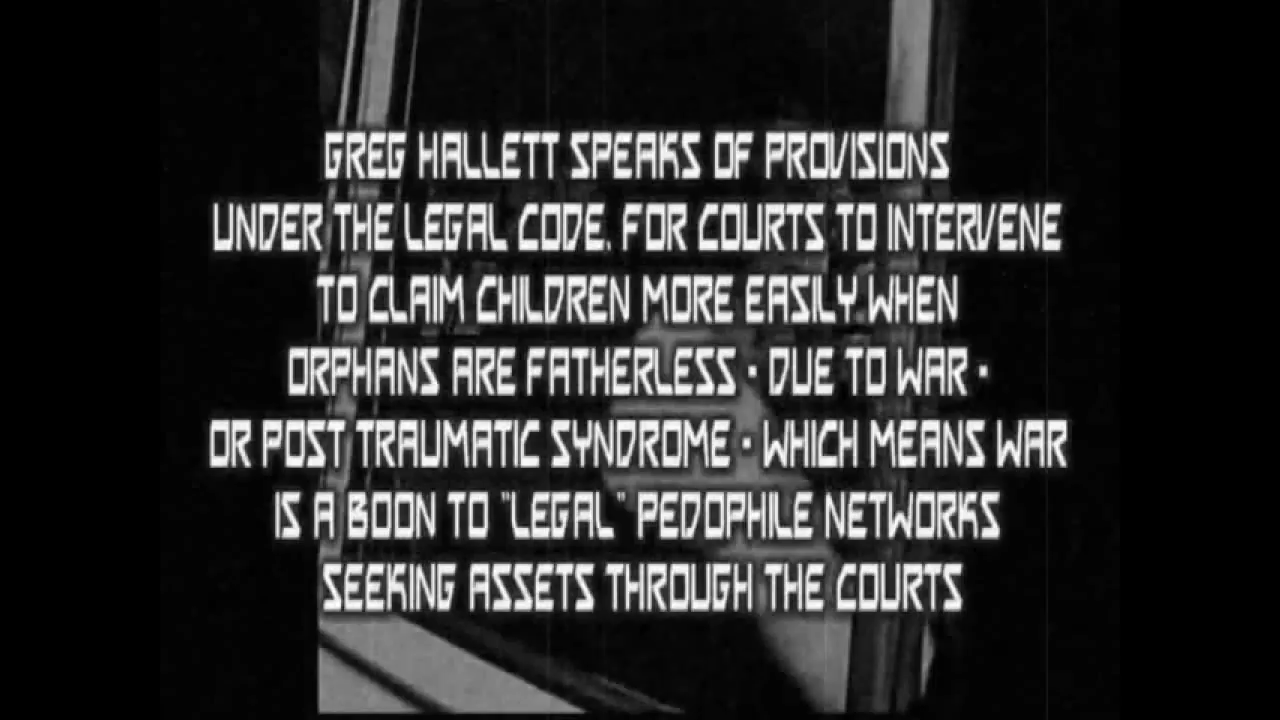 GREG HALLETT SPEAKS OF PROVISIONS
UNDER THE LEGAL CODE, FOR COURTS TO INTERVENE
TO CLAIM CHILDREN MORE EASILY WHEN
ORPHANS ARE FATHERLESS - DUE TO WAR -
OR POST TRAUMATIC SYNDROME - WHICH MEANS WAR
IS A BOON TO "LEGAL" PEDOPHILE NETWORKS
SEEKING ASSETS THROUGH THE COURTS